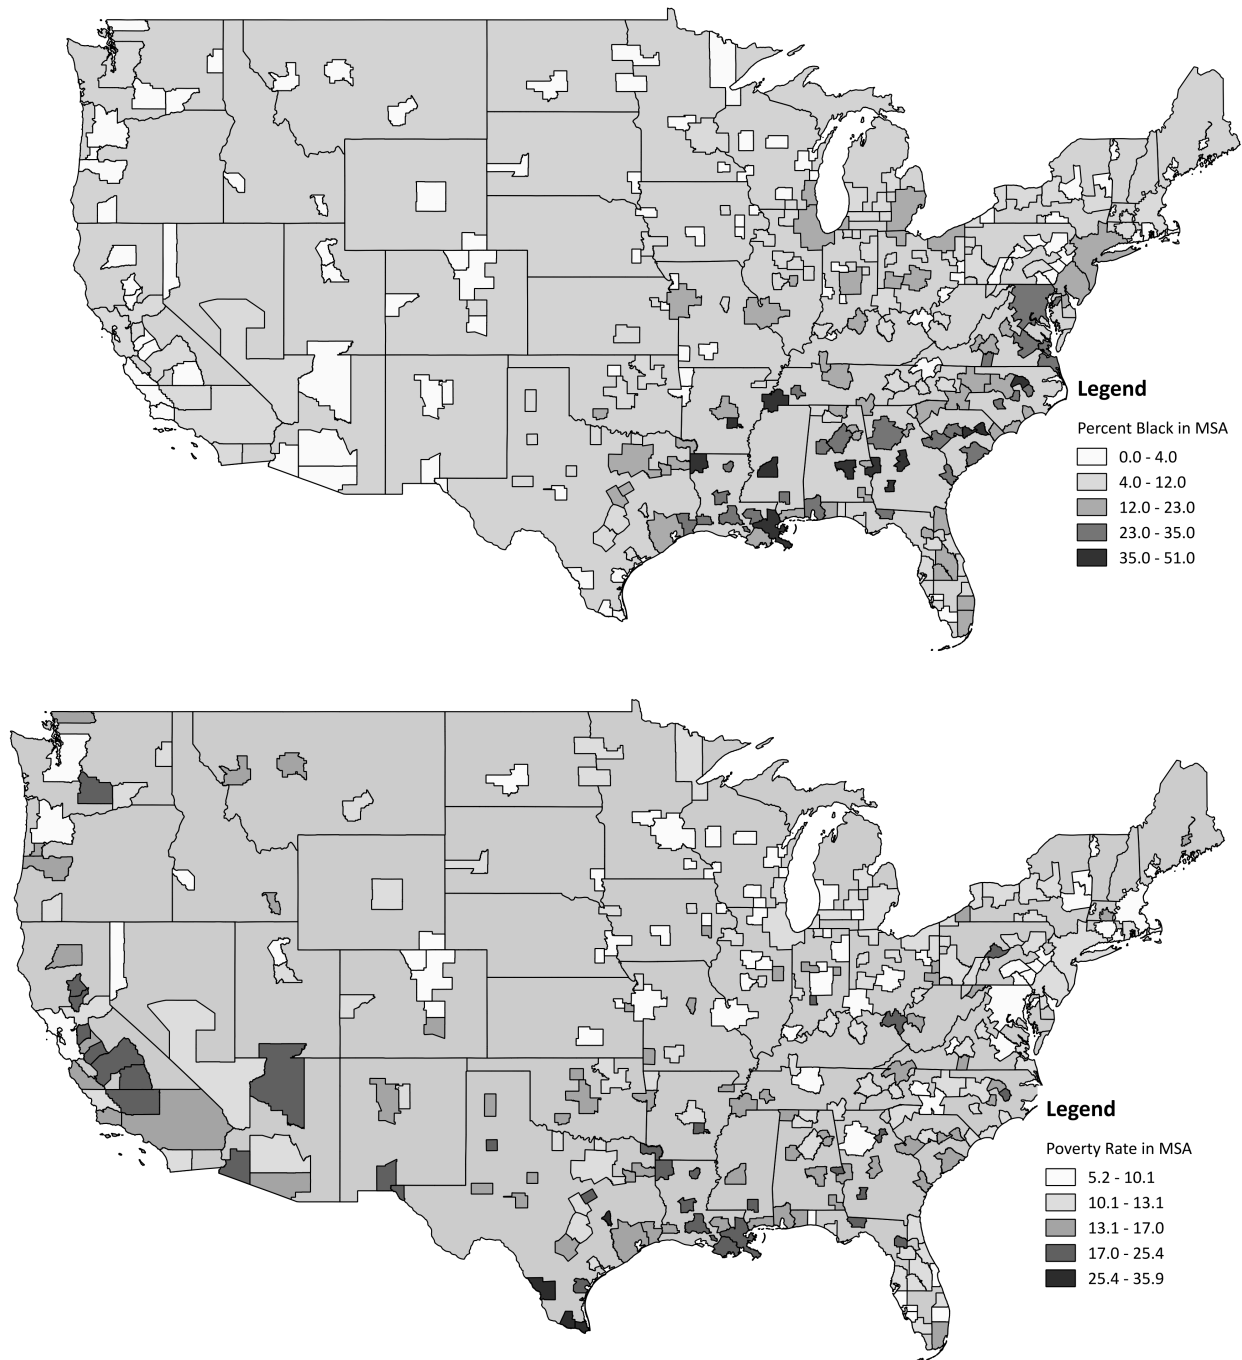 Legend
Percent Black in MSA
0.0 - 4.0
4.0 - 12.0
12.0 - 23.0
23.0 - 35.0
35.0 - 51.0
Legend
Poverty Rate in MSA
5.2 - 10.1
10.1 - 13.1
13.1 - 17.0
17.0 - 25.4
25.4 - 35.9